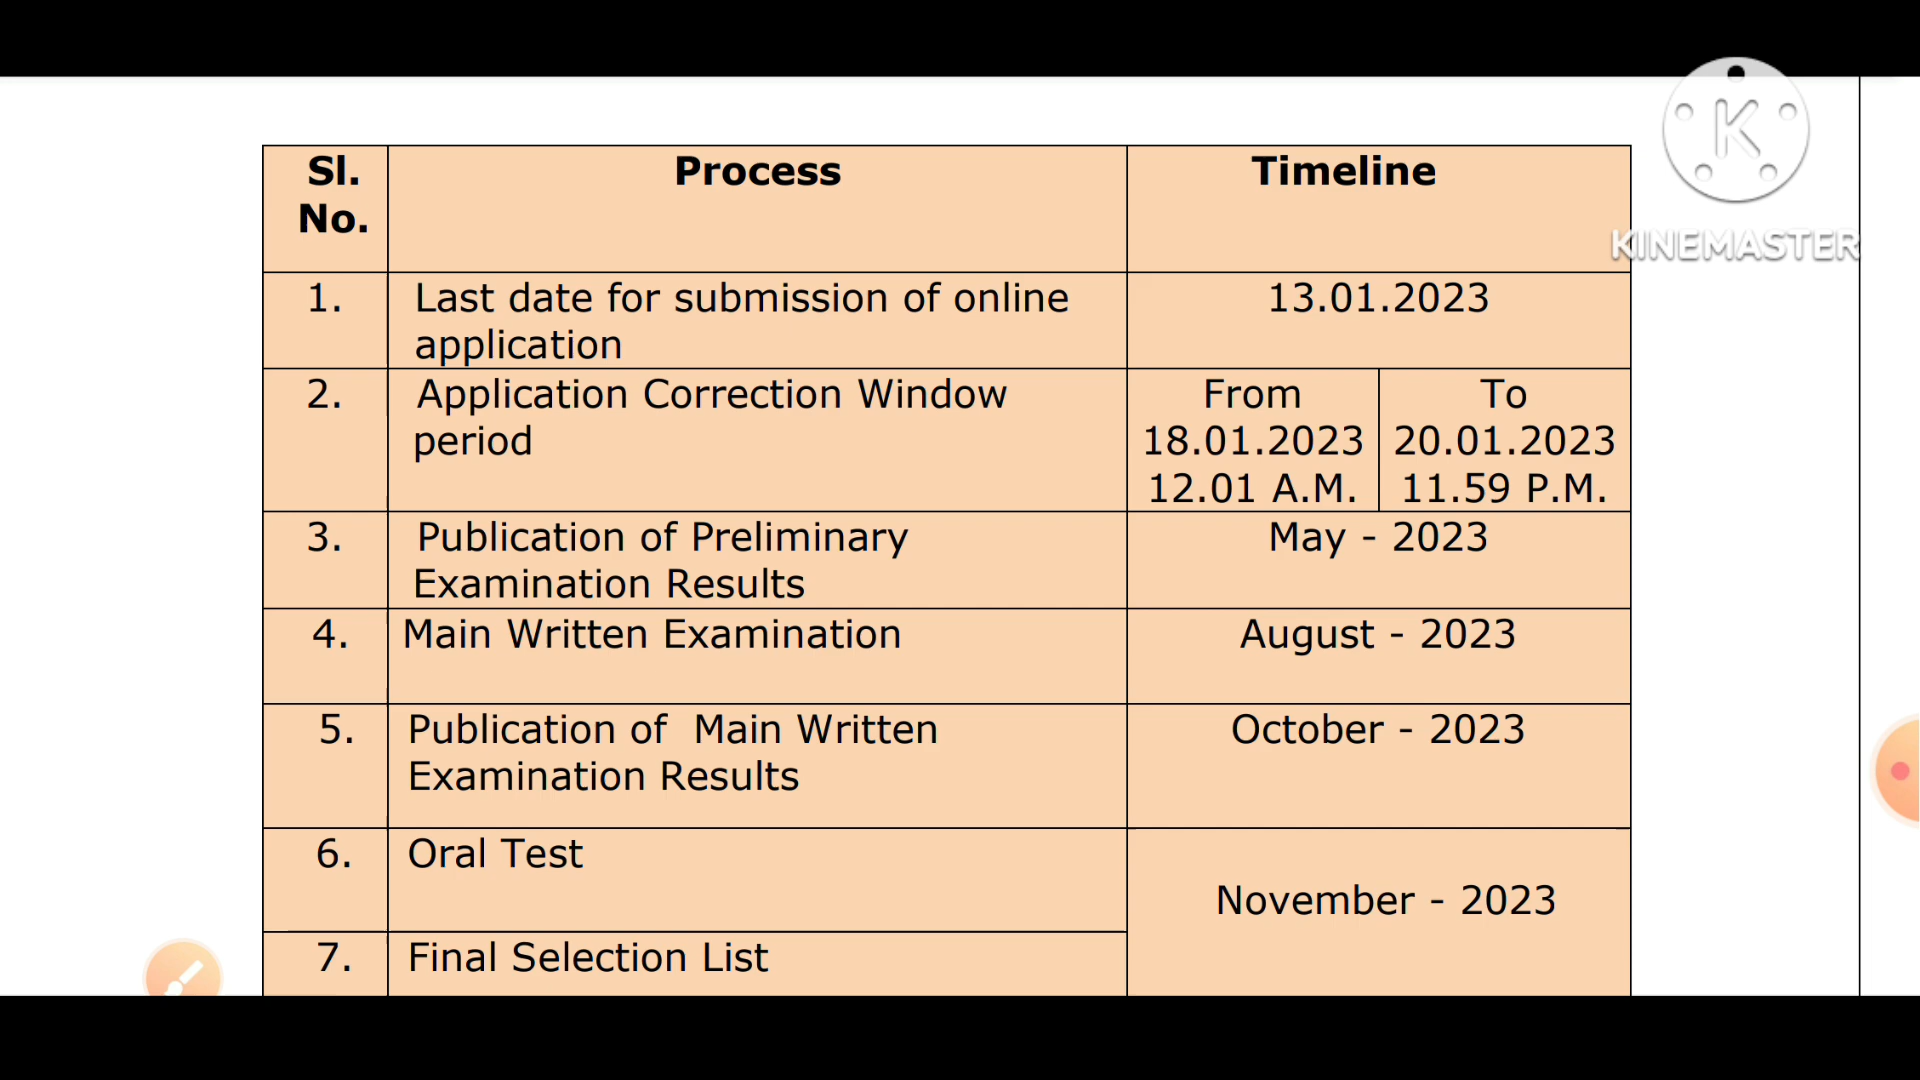 Sl. No.
Process
Timeline
KINEMASTER
1.
Last date for submission of online
application
13.01.2023
2.
Application Correction Window
period
From
18.01.2023
12.01 A.M.
To
20.01.2023
11.59 P.M.
3.
Publication of Preliminary
Examination Results
May - 2023
4.
Main Written Examination
August - 2023
5.
Publication of Main Written
Examination Results
October - 2023
6.
Oral Test
November - 2023
7.
Final Selection List